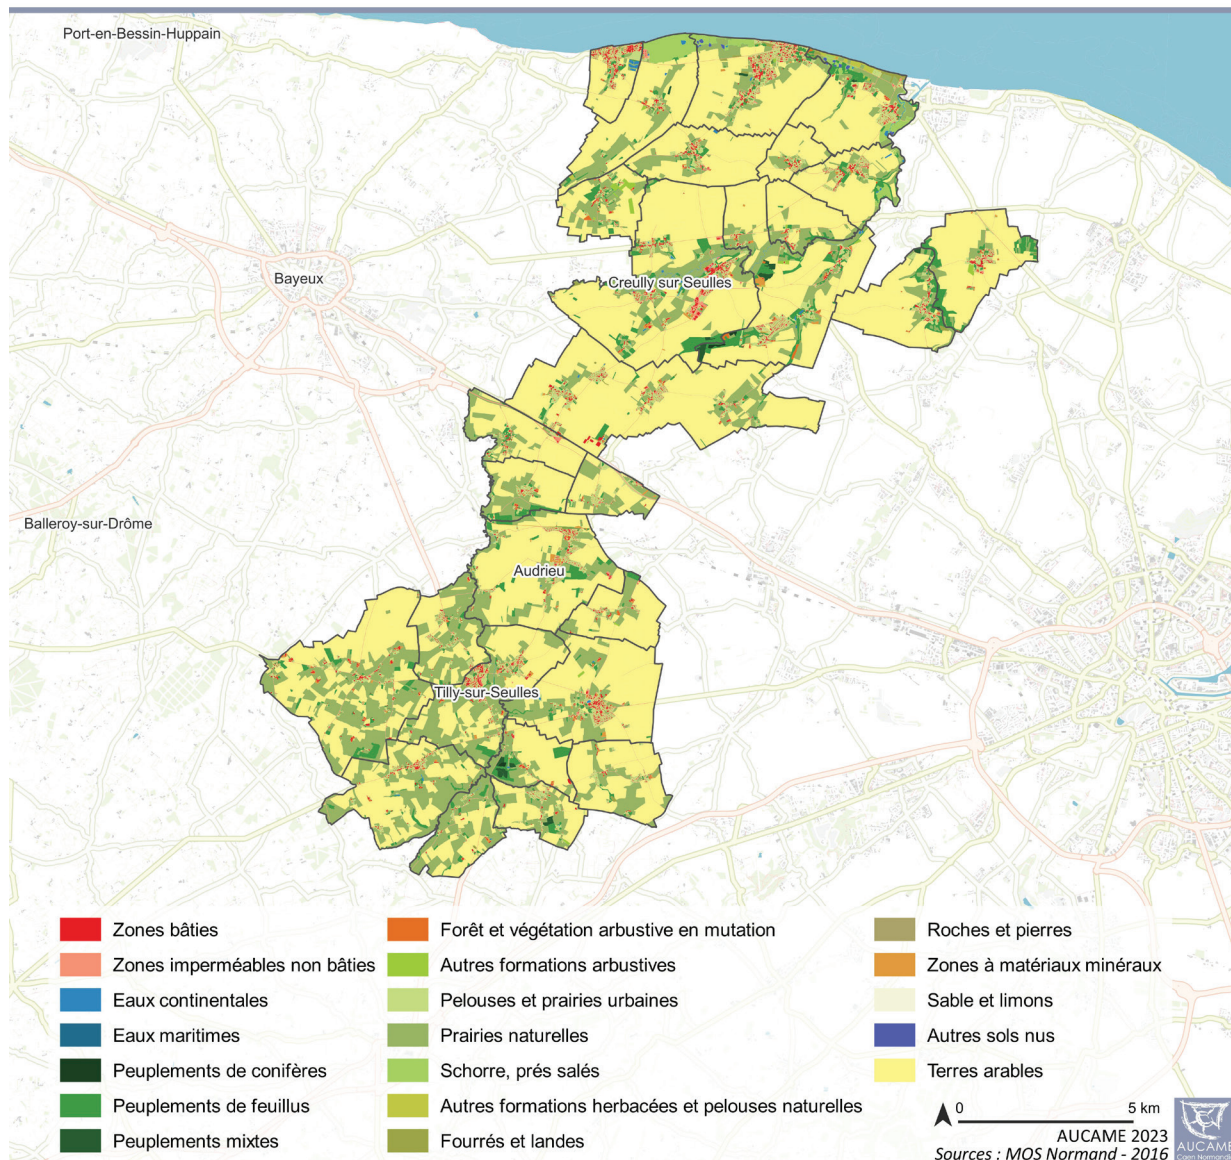 Port-en-Bessin-Huppain
Bayeux
Creully sur Seulles
Balleroy-sur-Drôme
Audrieu
Tilly-sur-Seulles
Zones bâties
Zones imperméables non bâties
Eaux continentales
Eaux maritimes
Peuplements de conifères
Peuplements de feuillus
Peuplements mixtes
Forêt et végétation arbustive en mutation
Autres formations arbustives
Pelouses et prairies urbaines
Prairies naturelles
Schorre, prés salés
Autres formations herbacées et pelouses naturelles
Fourrés et landes
Roches et pierres
Zones à matériaux minéraux
Sable et limons
Autres sols nus
Terres arables
0 5 km
AUCAME 2023
Sources : MOS Normand - 2016
AUCAME
Caen Normandie